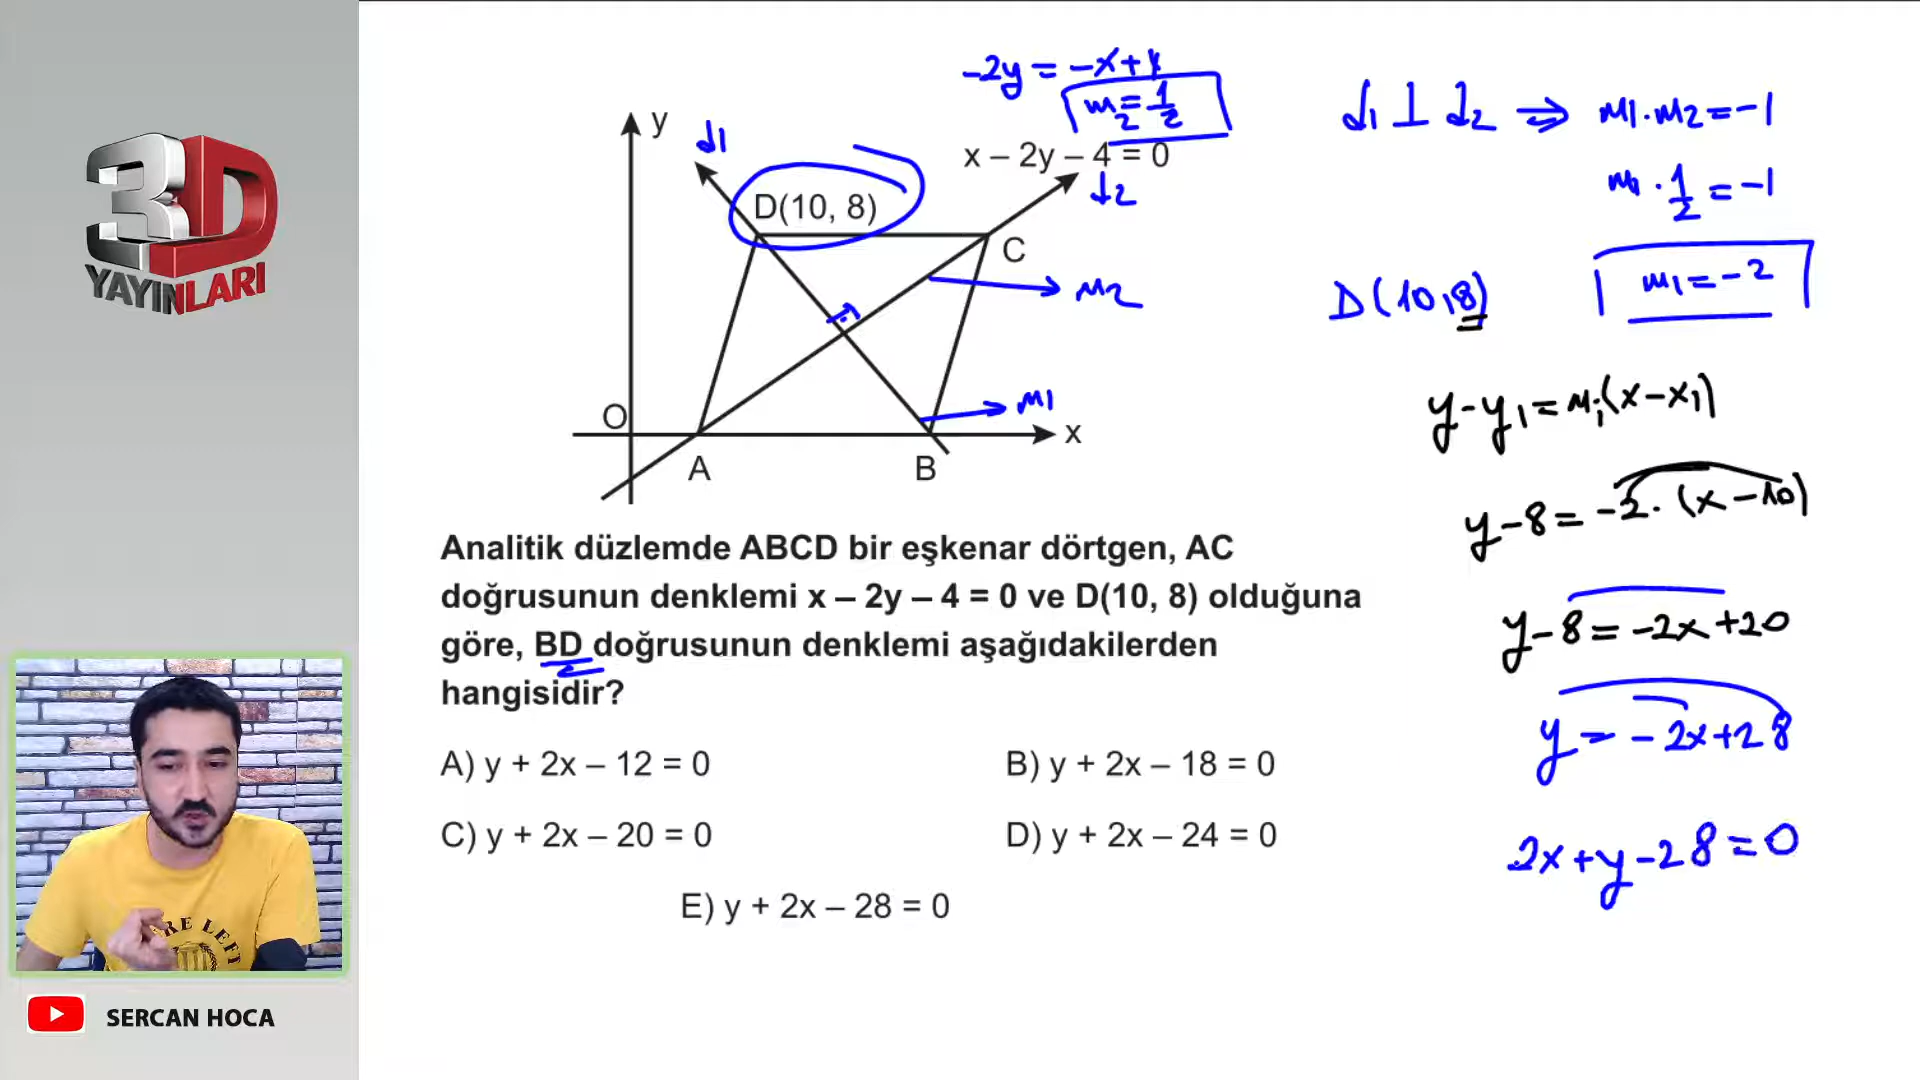 3D
YAYINLARI
SERCAN HOCA
-2y = -x+4
m2 = 1/2
x – 2y – 4 = 0
y
d1
d2
D(10, 8)
C
m2
m1
O
x
A
B
Analitik düzlemde ABCD bir eşkenar dörtgen, AC
doğrusunun denklemi x – 2y – 4 = 0 ve D(10, 8) olduğuna
göre, BD doğrusunun denklemi aşağıdakilerden
hangisidir?
A) y + 2x – 12 = 0
B) y + 2x – 18 = 0
C) y + 2x – 20 = 0
D) y + 2x – 24 = 0
E) y + 2x – 28 = 0
d1 ⊥ d2 ⇒ m1.m2 = -1
m1 . 1/2 = -1
m1 = -2
D(10,8)
y-y1 = m1(x-x1)
y-8 = -2.(x-10)
y-8 = -2x+20
y = -2x+28
2x+y-28=0